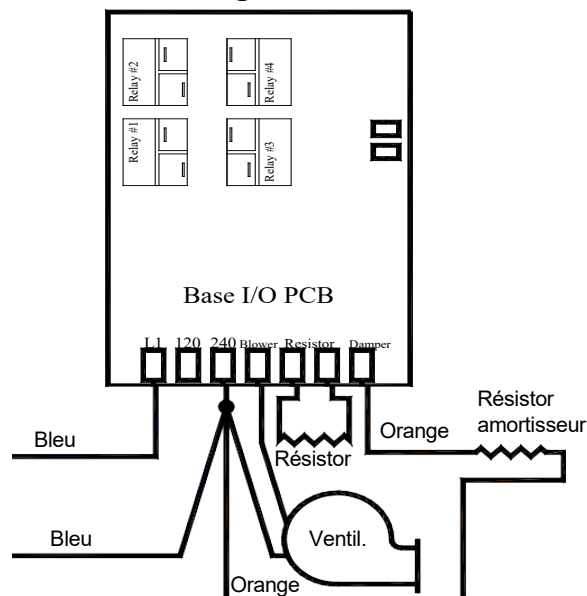 Relay #2
Relay #4
Relay #1
Relay #3
Base I/O PCB
L1 120 240 Blower Resistor Damper
Résistor
amortisseur
Bleu
Orange
Résistor
Bleu
Ventil.
Orange